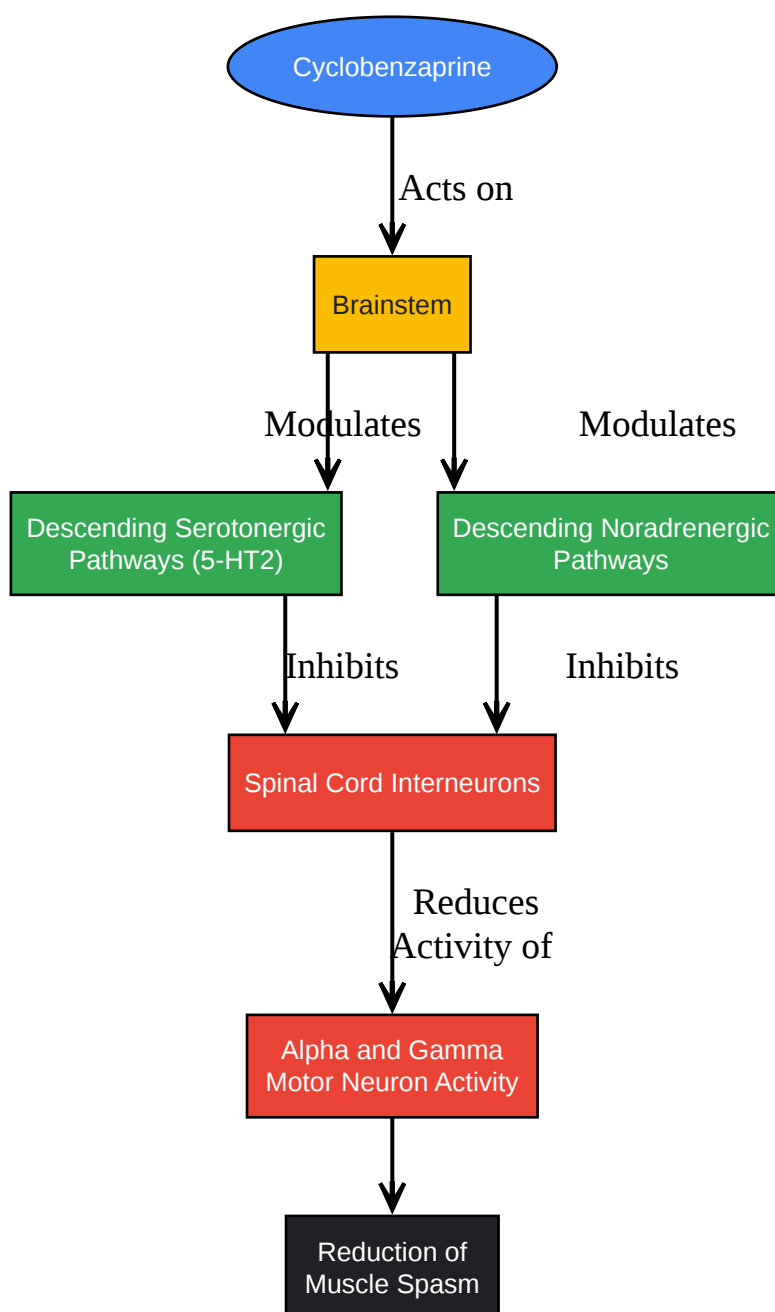 Cyclobenzaprine
Acts on
Brainstem
Modulates
Modulates
Descending Serotonergic
Pathways (5-HT2)
Descending Noradrenergic
Pathways
Inhibits
Inhibits
Spinal Cord Interneurons
Reduces
Activity of
Alpha and Gamma
Motor Neuron Activity
Reduction of
Muscle Spasm